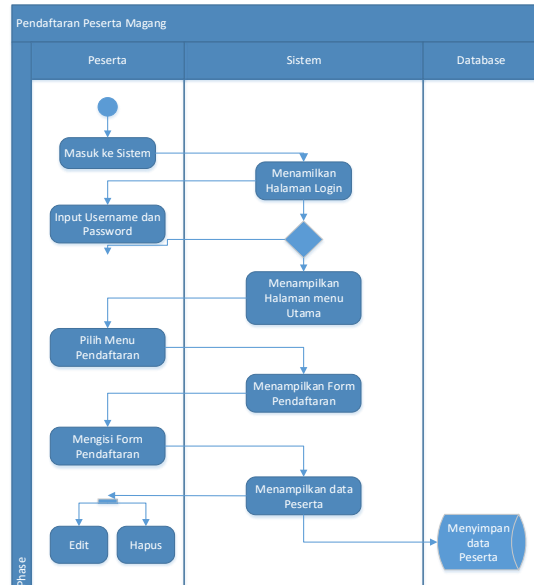 Pendaftaran Peserta Magang
Peserta
Sistem
Database
Masuk ke Sistem
Menamilkan
Halaman Login
Input Username dan
Password
Menampilkan
Halaman menu
Utama
Pilih Menu
Pendaftaran
Menampilkan Form
Pendaftaran
Mengisi Form
Pendaftaran
Menampilkan data
Peserta
Edit
Hapus
Menyimpan
data
Peserta
Phase